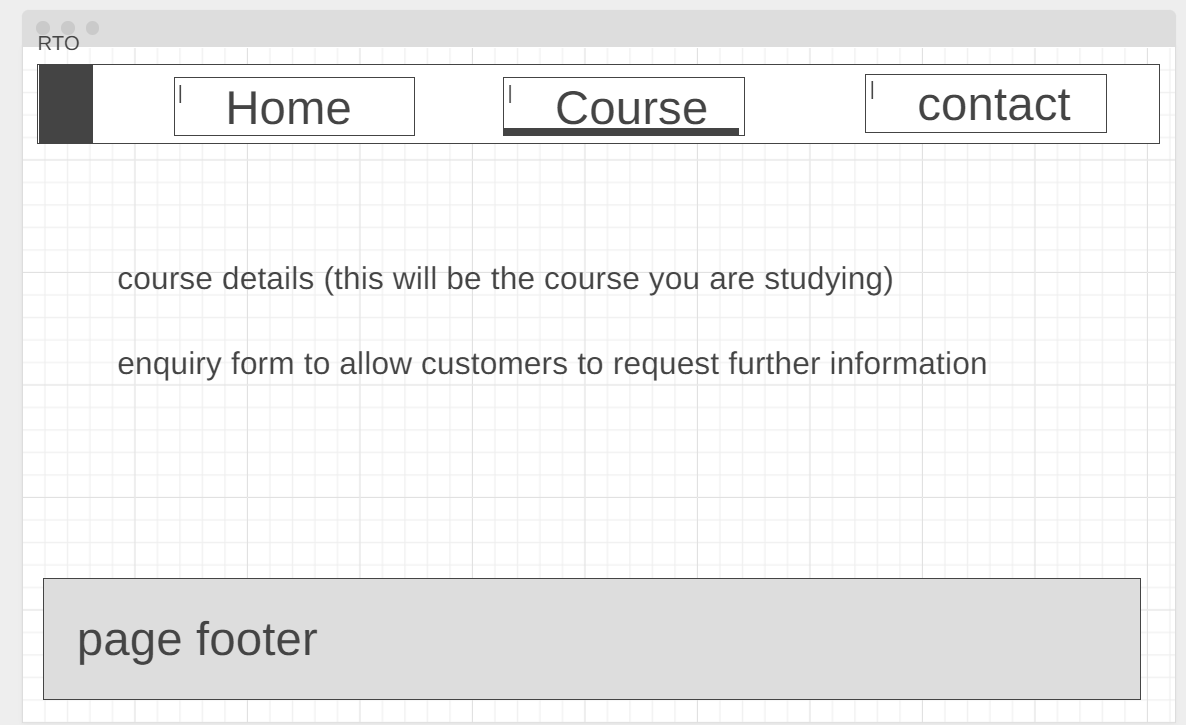 RTO
Home
Course
contact
course details (this will be the course you are studying)
enquiry form to allow customers to request further information
page footer